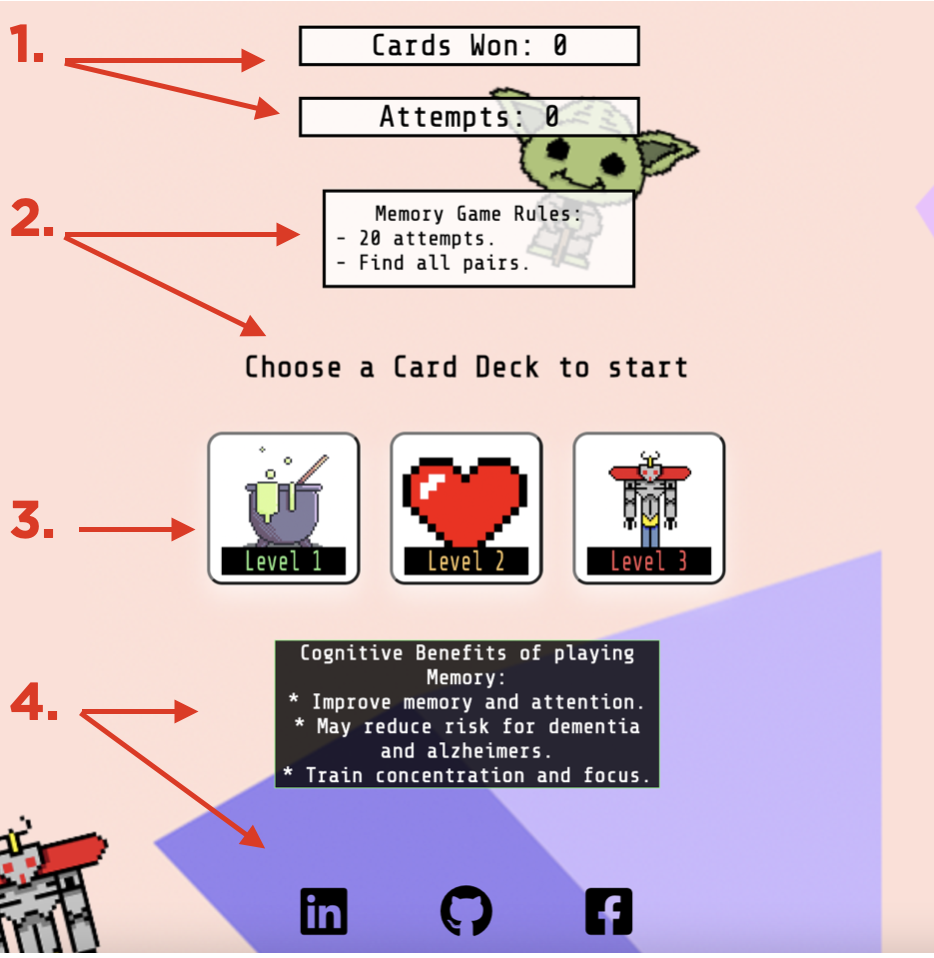 1.
Cards Won: 0
Attempts: 0
2.
Memory Game Rules:
- 20 attempts.
- Find all pairs.
Choose a Card Deck to start
3.
Level 1
Level 2
Level 3
4.
Cognitive Benefits of playing
Memory:
* Improve memory and attention.
* May reduce risk for dementia
and alzheimers.
* Train concentration and focus.
in
f